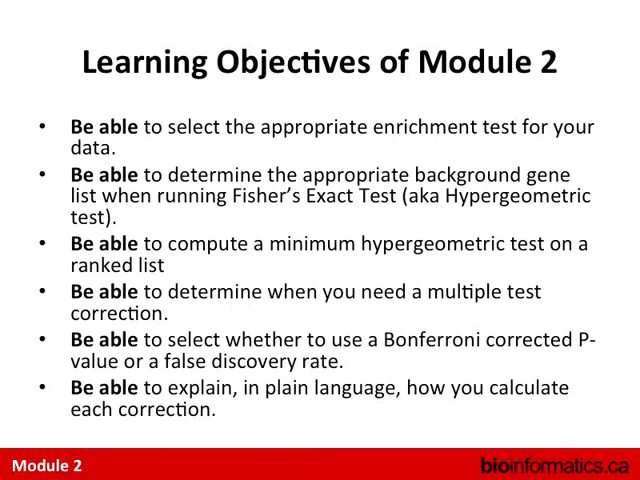 Learning Objectives of Module 2
• Be able to select the appropriate enrichment test for your
data.
• Be able to determine the appropriate background gene
list when running Fisher’s Exact Test (aka Hypergeometric
test).
• Be able to compute a minimum hypergeometric test on a
ranked list
• Be able to determine when you need a multiple test
correction.
• Be able to select whether to use a Bonferroni corrected P-
value or a false discovery rate.
• Be able to explain, in plain language, how you calculate
each correction.
Module 2
bioinformatics.ca